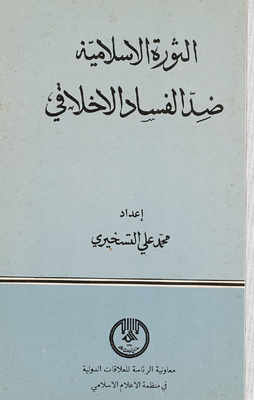 الثورة الاسلامية
ضدّ الفساد الاخلاقي
إعداد
محمد علي التسخيري
معاونية الرئاسة للعلاقات الدولية
في منظمة الاعلام الاسلامي